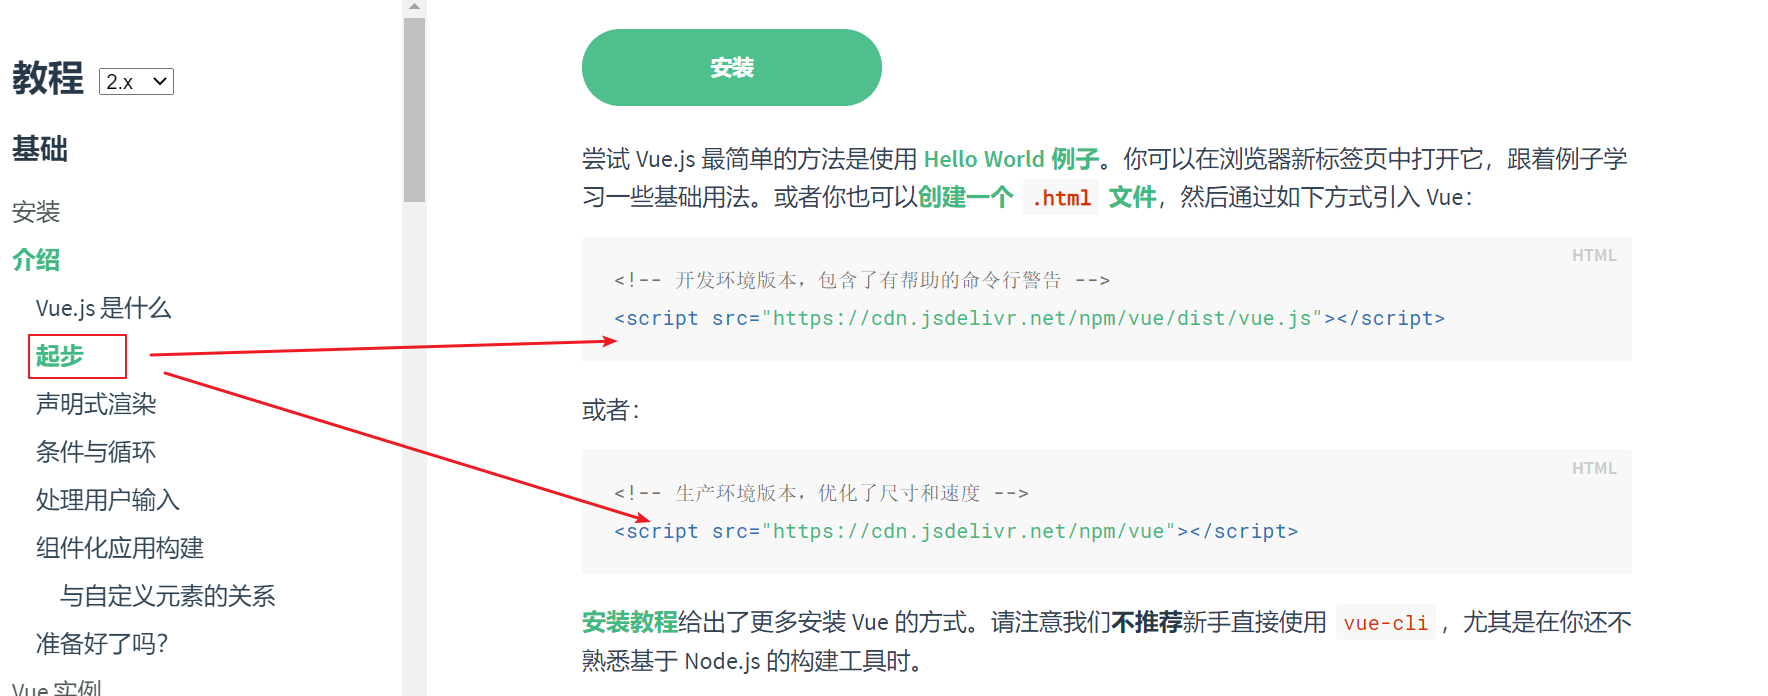 教程 2.x
基础
安装
介绍
Vue.js 是什么
起步
声明式渲染
条件与循环
处理用户输入
组件化应用构建
与自定义元素的关系
准备好了吗？
Vue 实例
安装
尝试 Vue.js 最简单的方法是使用 Hello World 例子。你可以在浏览器新标签页中打开它，跟着例子学
习一些基础用法。或者你也可以创建一个 .html 文件，然后通过如下方式引入 Vue：
HTML
<!-- 开发环境版本，包含了有帮助的命令行警告 -->
<script src="https://cdn.jsdelivr.net/npm/vue/dist/vue.js"></script>
或者：
HTML
<!-- 生产环境版本，优化了尺寸和速度 -->
<script src="https://cdn.jsdelivr.net/npm/vue"></script>
安装教程给出了更多安装 Vue 的方式。请注意我们不推荐新手直接使用 vue-cli，尤其是在你还不
熟悉基于 Node.js 的构建工具时。